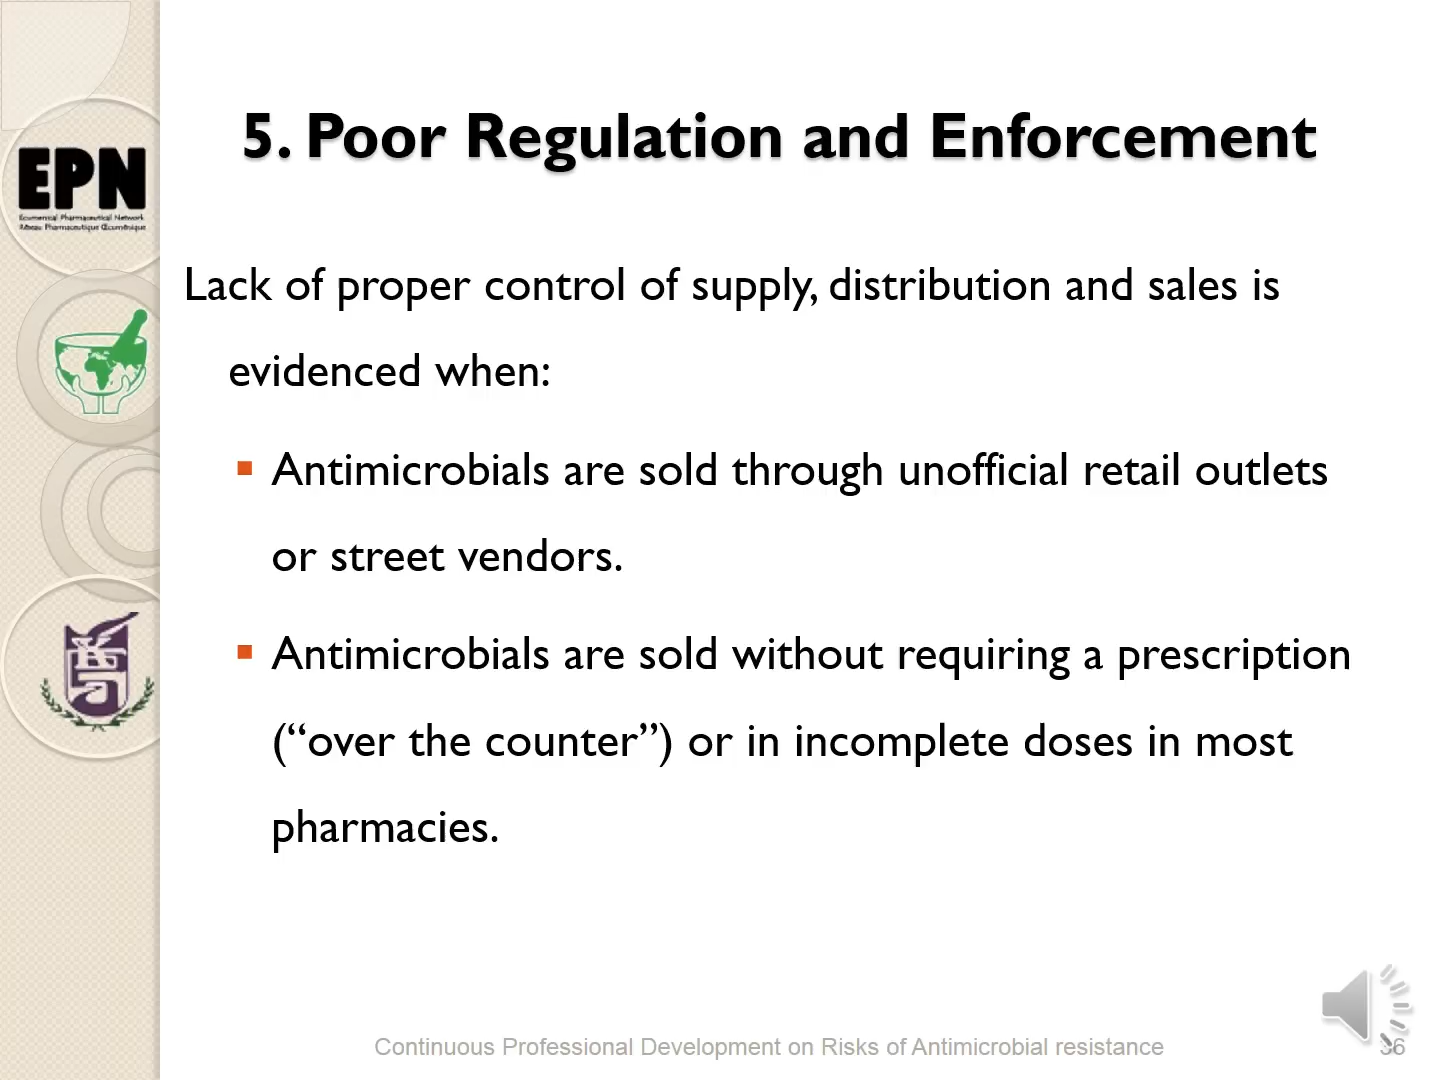 5. Poor Regulation and Enforcement
EPN
Ecumenical Pharmaceutical Network
Réseau Pharmaceutique Œcuménique
Lack of proper control of supply, distribution and sales is
evidenced when:
▪ Antimicrobials are sold through unofficial retail outlets
or street vendors.
▪ Antimicrobials are sold without requiring a prescription
(“over the counter”) or in incomplete doses in most
pharmacies.
Continuous Professional Development on Risks of Antimicrobial resistance
36